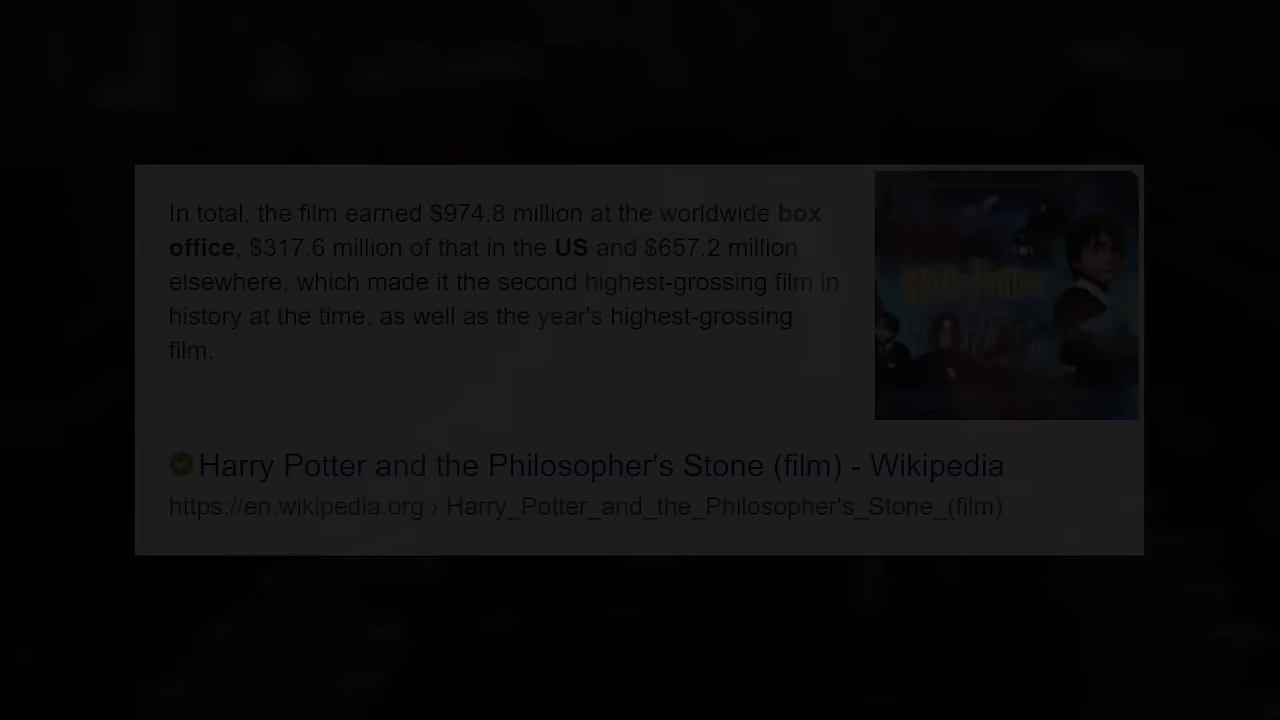 In total, the film earned $974.8 million at the worldwide box
office, $317.6 million of that in the US and $657.2 million
elsewhere, which made it the second highest-grossing film in
history at the time, as well as the year's highest-grossing
film.
Harry Potter and the Philosopher's Stone (film) - Wikipedia
https://en.wikipedia.org › Harry_Potter_and_the_Philosopher's_Stone_(film)